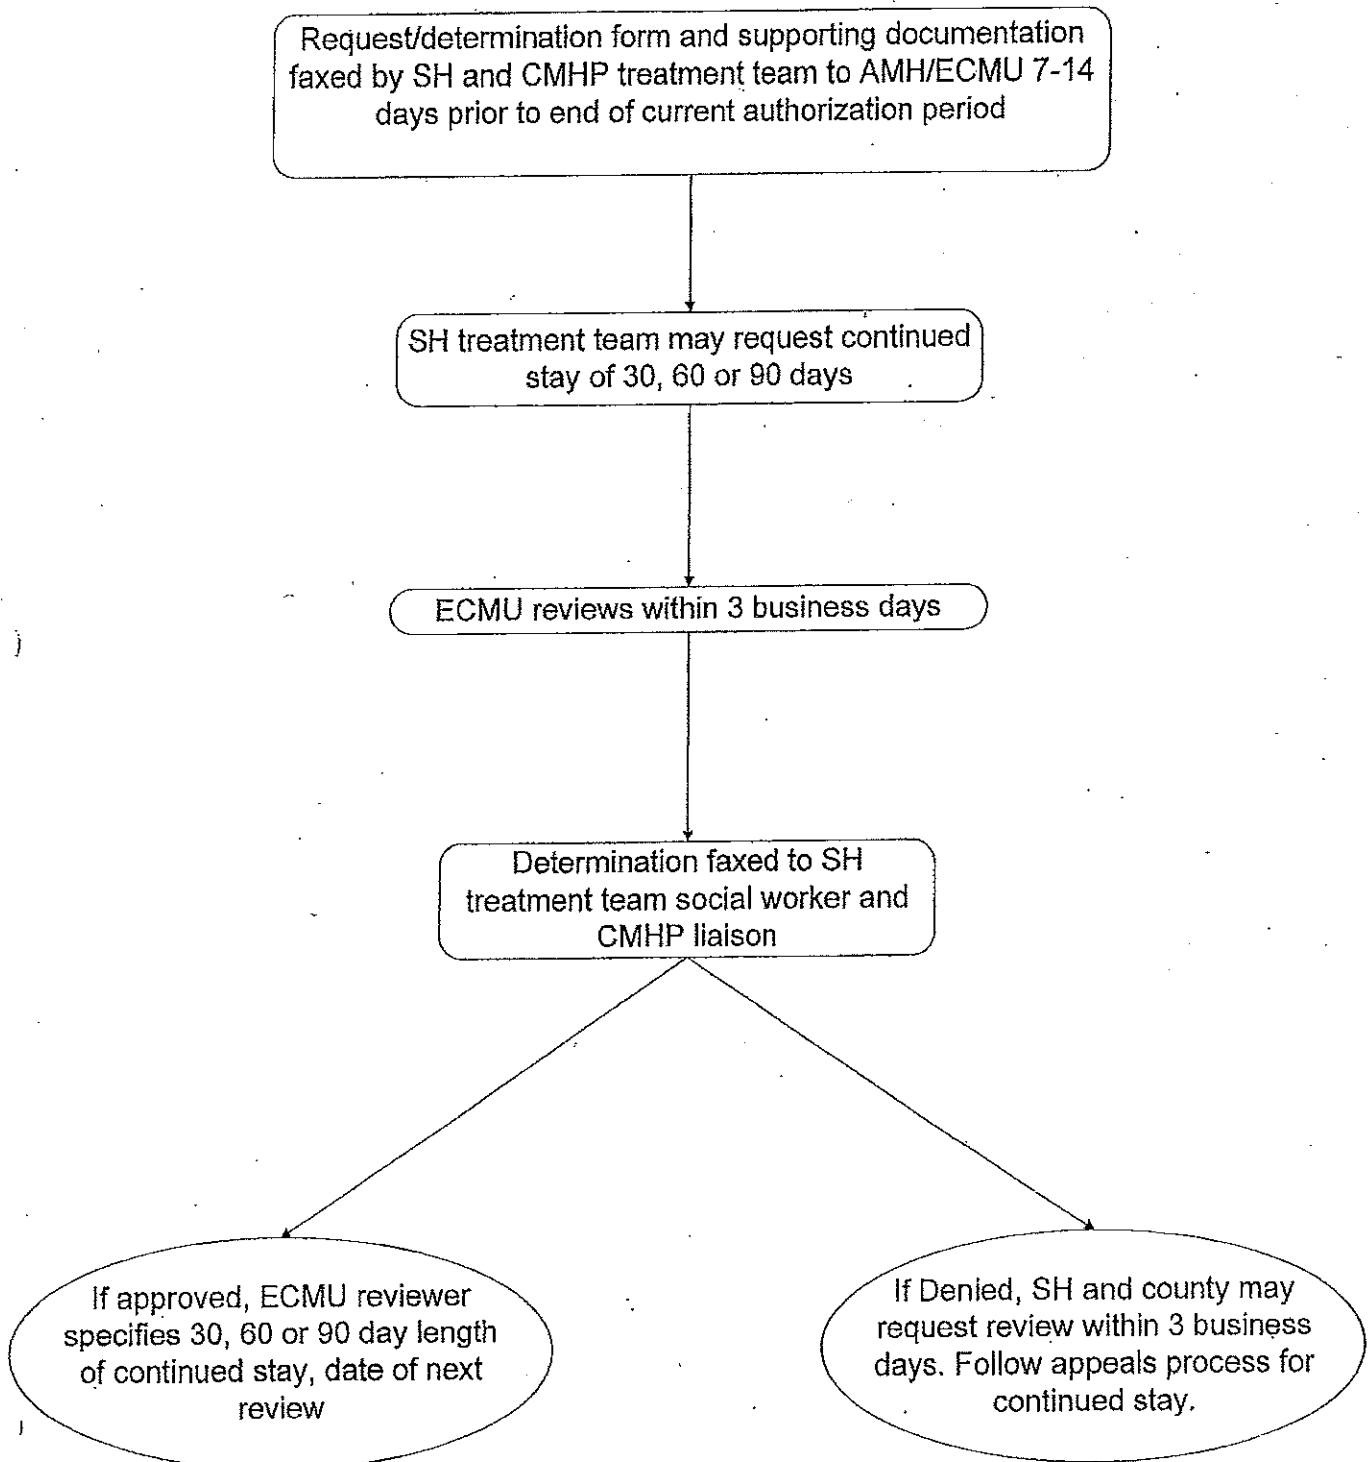 Request/determination form and supporting documentation
faxed by SH and CMHP treatment team to AMH/ECMU 7-14
days prior to end of current authorization period
SH treatment team may request continued
stay of 30, 60 or 90 days
ECMU reviews within 3 business days
Determination faxed to SH
treatment team social worker and
CMHP liaison
If approved, ECMU reviewer
specifies 30, 60 or 90 day length
of continued stay, date of next
review
If Denied, SH and county may
request review within 3 business
days. Follow appeals process for
continued stay.